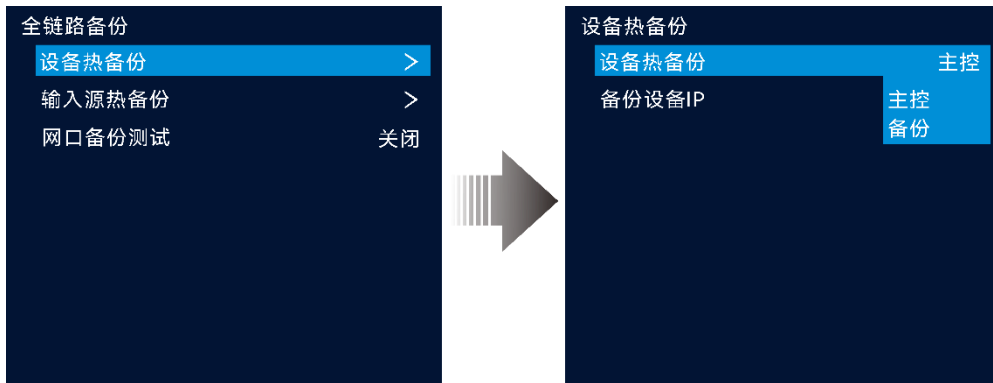 全链路备份
设备热备份 >
输入源热备份 >
网口备份测试 关闭
设备热备份
设备热备份 主控
备份设备IP
主控
备份